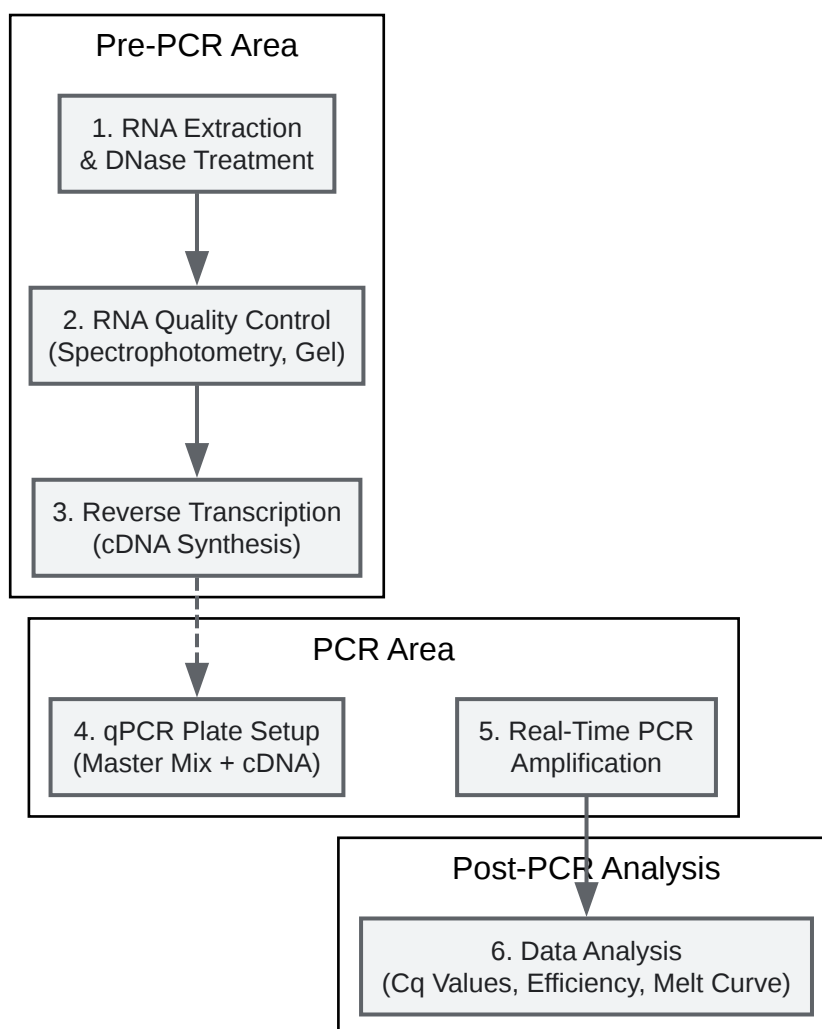 Pre-PCR Area
1. RNA Extraction
& DNase Treatment
2. RNA Quality Control
(Spectrophotometry, Gel)
3. Reverse Transcription
(cDNA Synthesis)
PCR Area
4. qPCR Plate Setup
(Master Mix + cDNA)
5. Real-Time PCR
Amplification
Post-PCR Analysis
6. Data Analysis
(Cq Values, Efficiency, Melt Curve)